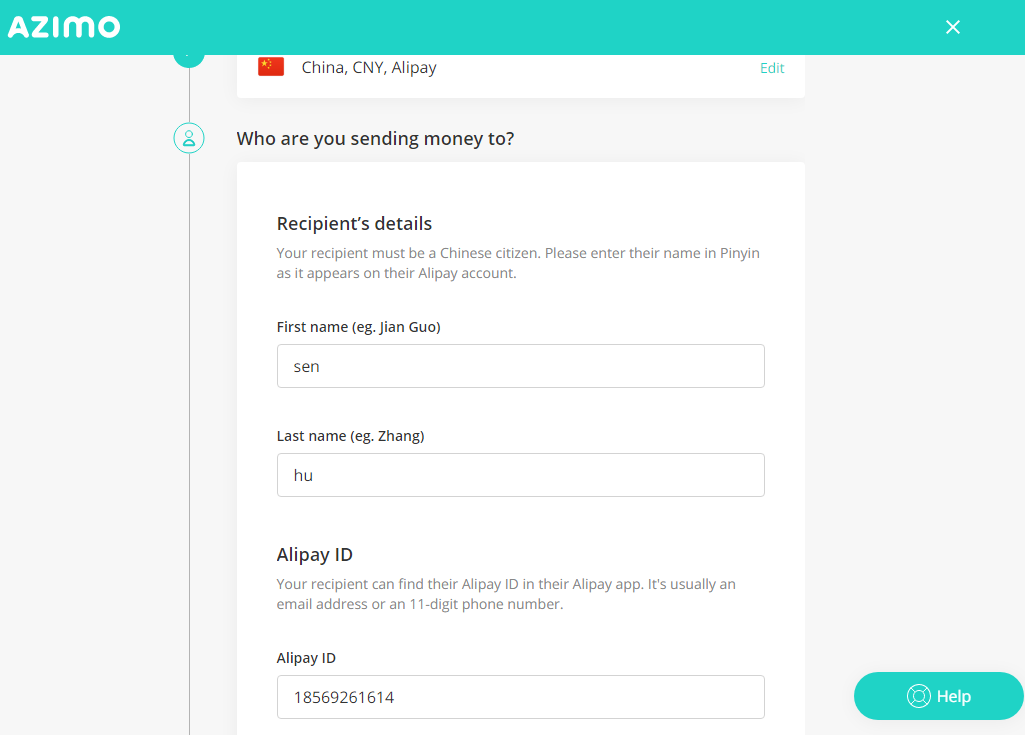 AZIMO
China, CNY, Alipay
Edit
Who are you sending money to?
Recipient’s details
Your recipient must be a Chinese citizen. Please enter their name in Pinyin
as it appears on their Alipay account.
First name (eg. Jian Guo)
sen
Last name (eg. Zhang)
hu
Alipay ID
Your recipient can find their Alipay ID in their Alipay app. It's usually an
email address or an 11-digit phone number.
Alipay ID
18569261614
Help